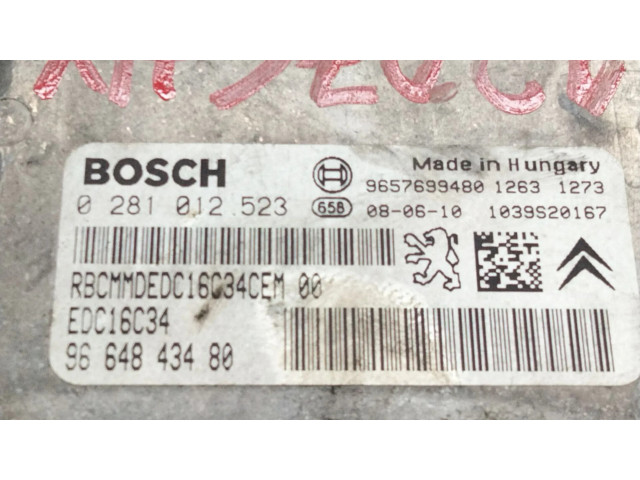 BOSCH
Made in Hungary
9657699480 1263 1273
0 281 012 523
658
08-06-10 1039S20167
RBCMMDEDC16C34CEM 00
EDC16C34
96 648 434 80